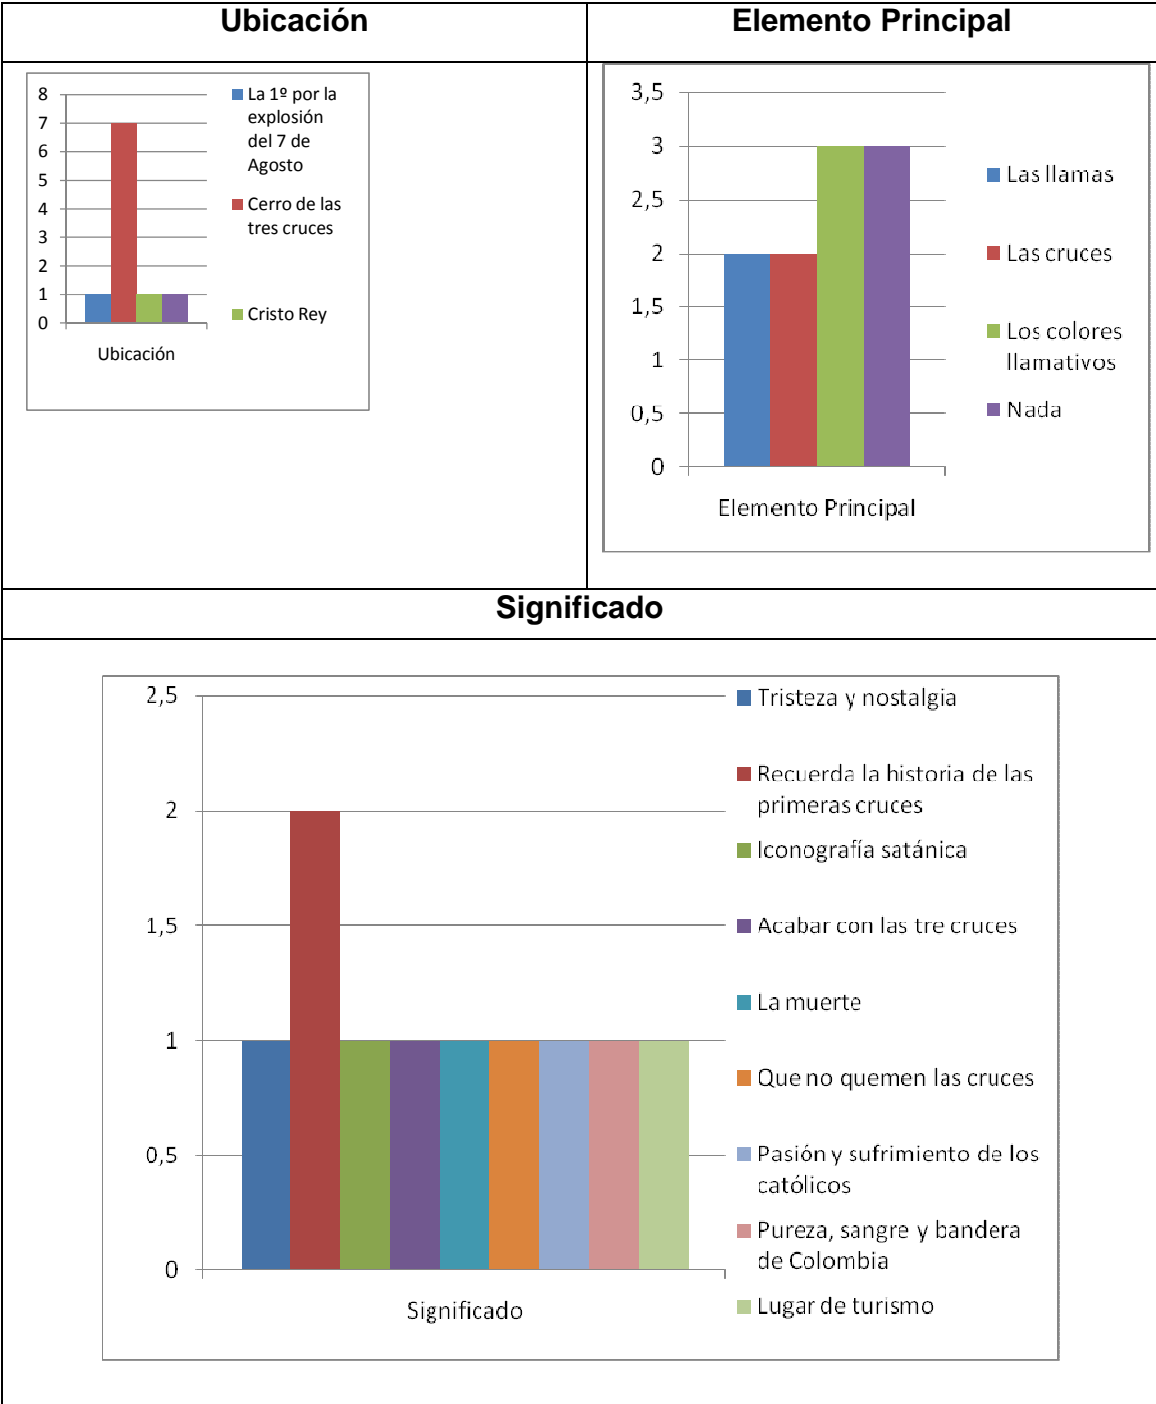 Ubicación
Elemento Principal
8
7
6
5
4
3
2
1
0
Ubicación
La 1º por la
explosión
del 7 de
Agosto
Cerro de las
tres cruces
Cristo Rey
3,5
3
2,5
2
1,5
1
0,5
0
Elemento Principal
Las llamas
Las cruces
Los colores
llamativos
Nada
Significado
2,5
2
1,5
1
0,5
0
Significado
Tristeza y nostalgia
Recuerda la historia de las
primeras cruces
Iconografía satánica
Acabar con las tre cruces
La muerte
Que no quemen las cruces
Pasión y sufrimiento de los
católicos
Pureza, sangre y bandera
de Colombia
Lugar de turismo